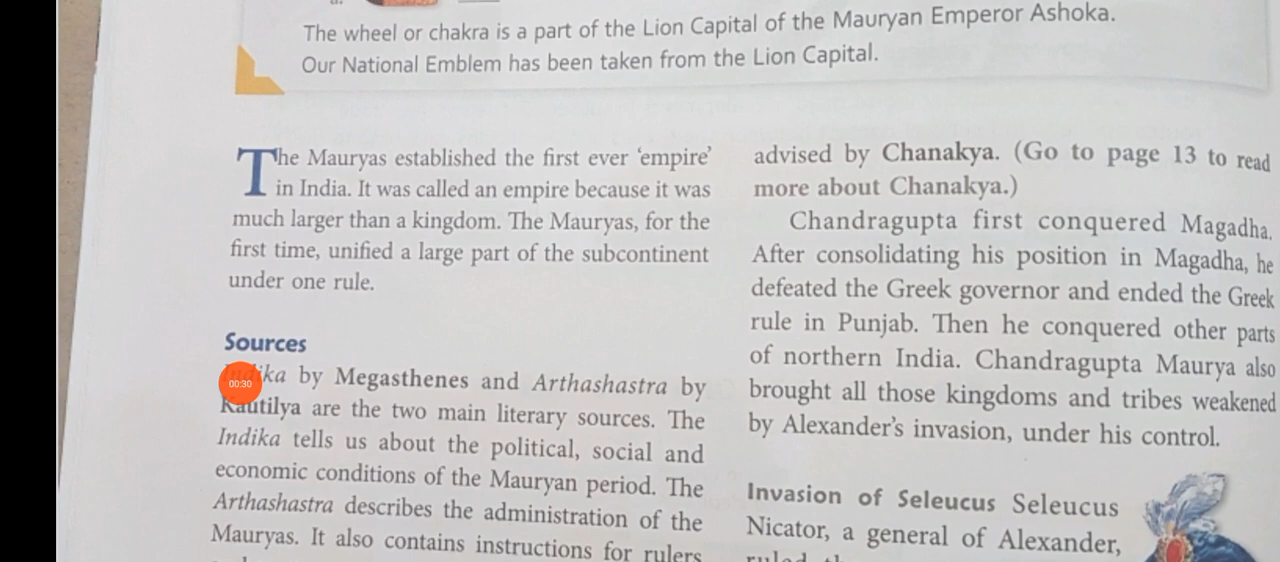 The wheel or chakra is a part of the Lion Capital of the Mauryan Emperor Ashoka.
Our National Emblem has been taken from the Lion Capital.
The Mauryas established the first ever ‘empire’
in India. It was called an empire because it was
much larger than a kingdom. The Mauryas, for the
first time, unified a large part of the subcontinent
under one rule.
Sources
00:30
Indika by Megasthenes and Arthashastra by
Kautilya are the two main literary sources. The
Indika tells us about the political, social and
economic conditions of the Mauryan period. The
Arthashastra describes the administration of the
Mauryas. It also contains instructions for rulers
advised by Chanakya. (Go to page 13 to read
more about Chanakya.)
Chandragupta first conquered Magadha.
After consolidating his position in Magadha, he
defeated the Greek governor and ended the Greek
rule in Punjab. Then he conquered other parts
of northern India. Chandragupta Maurya also
brought all those kingdoms and tribes weakened
by Alexander’s invasion, under his control.
Invasion of Seleucus Seleucus
Nicator, a general of Alexander,